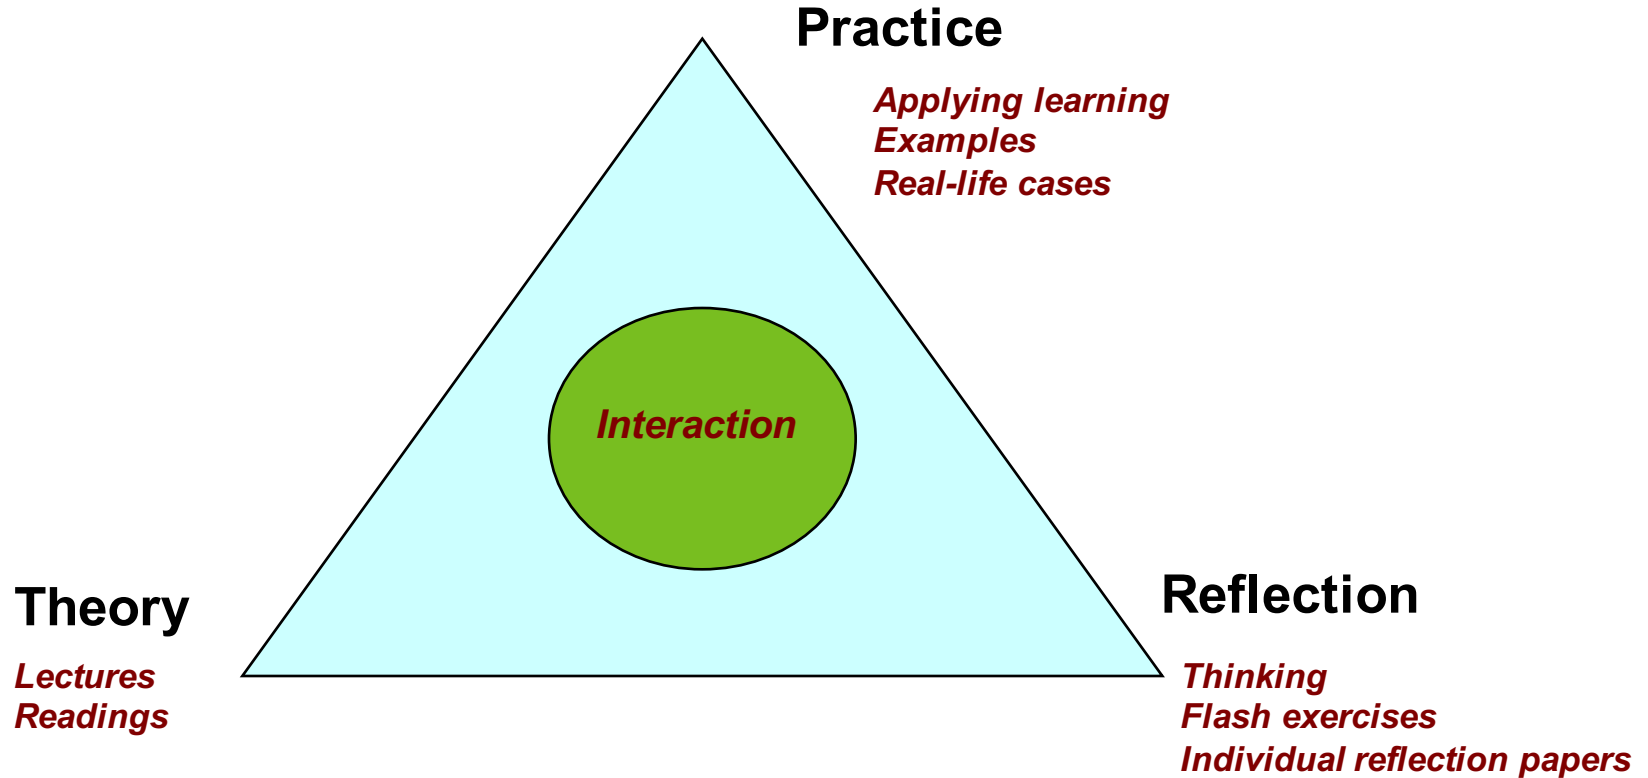 Practice
Applying learning
Examples
Real-life cases
Interaction
Theory
Lectures
Readings
Reflection
Thinking
Flash exercises
Individual reflection papers